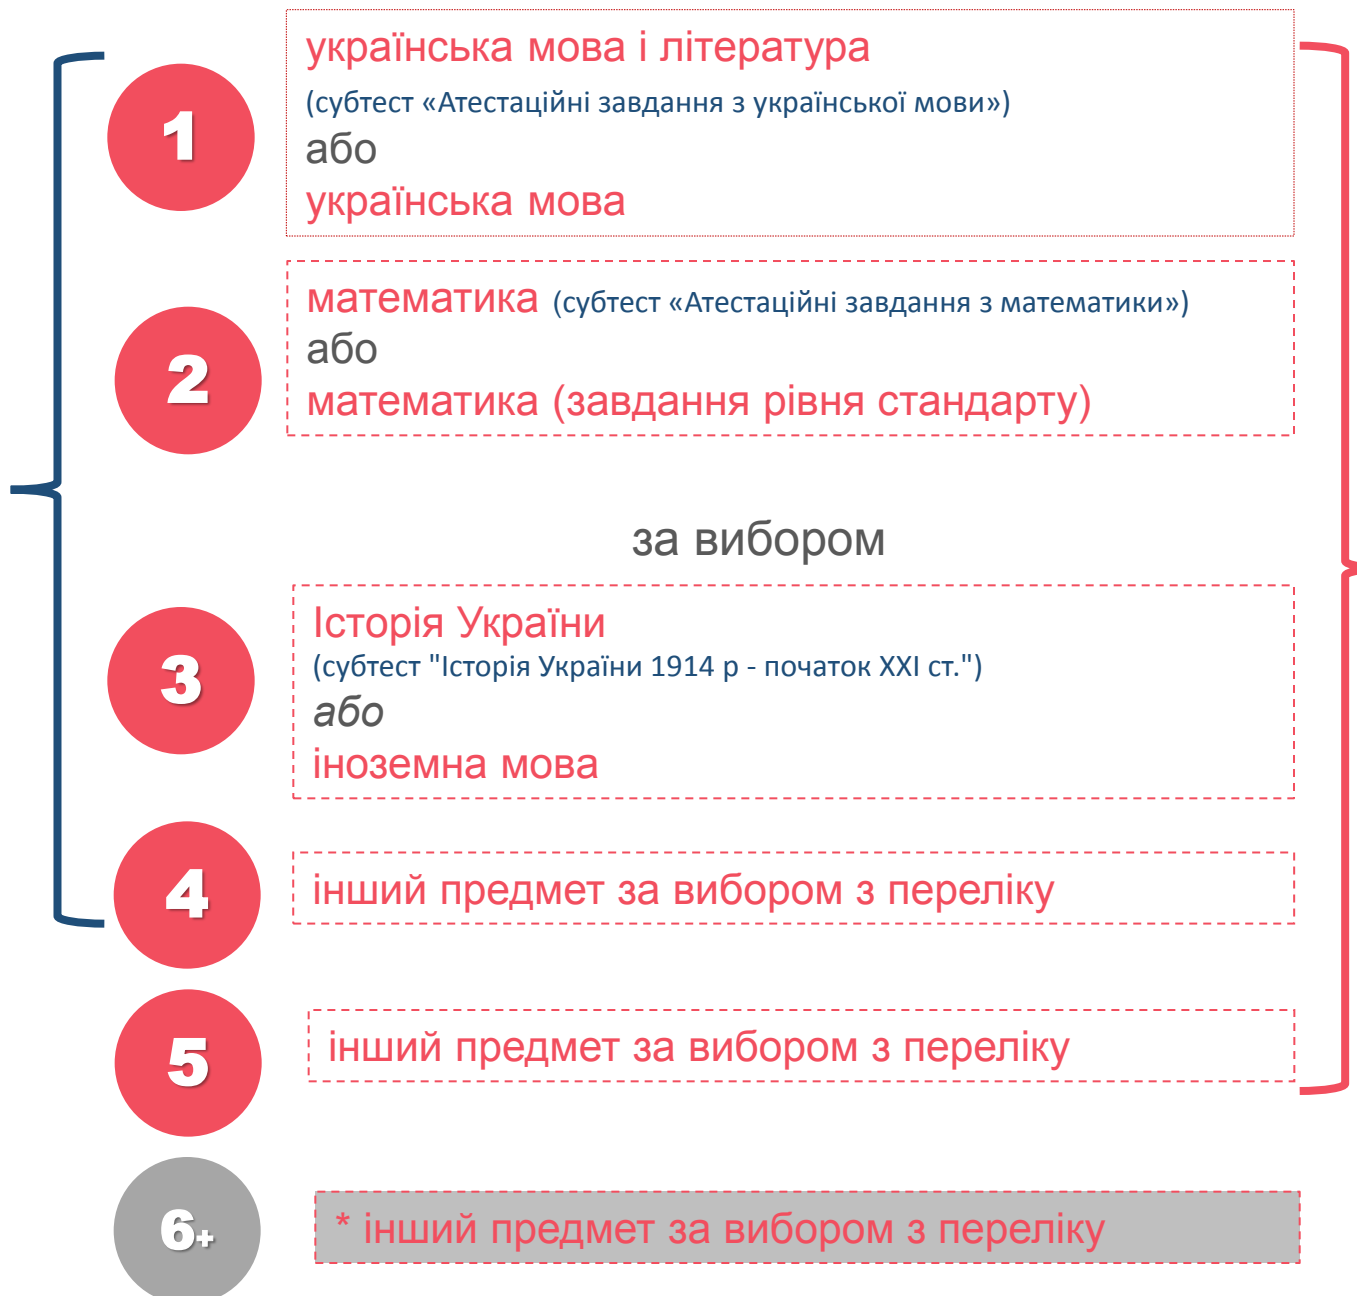 1
українська мова і література
(субтест «Атестаційні завдання з української мови»)
або
українська мова
2
математика (субтест «Атестаційні завдання з математики»)
або
математика (завдання рівня стандарту)
за вибором
3
Історія України
(субтест "Історія України 1914 р - початок XXI ст.")
або
іноземна мова
4
інший предмет за вибором з переліку
5
інший предмет за вибором з переліку
6+
* інший предмет за вибором з переліку